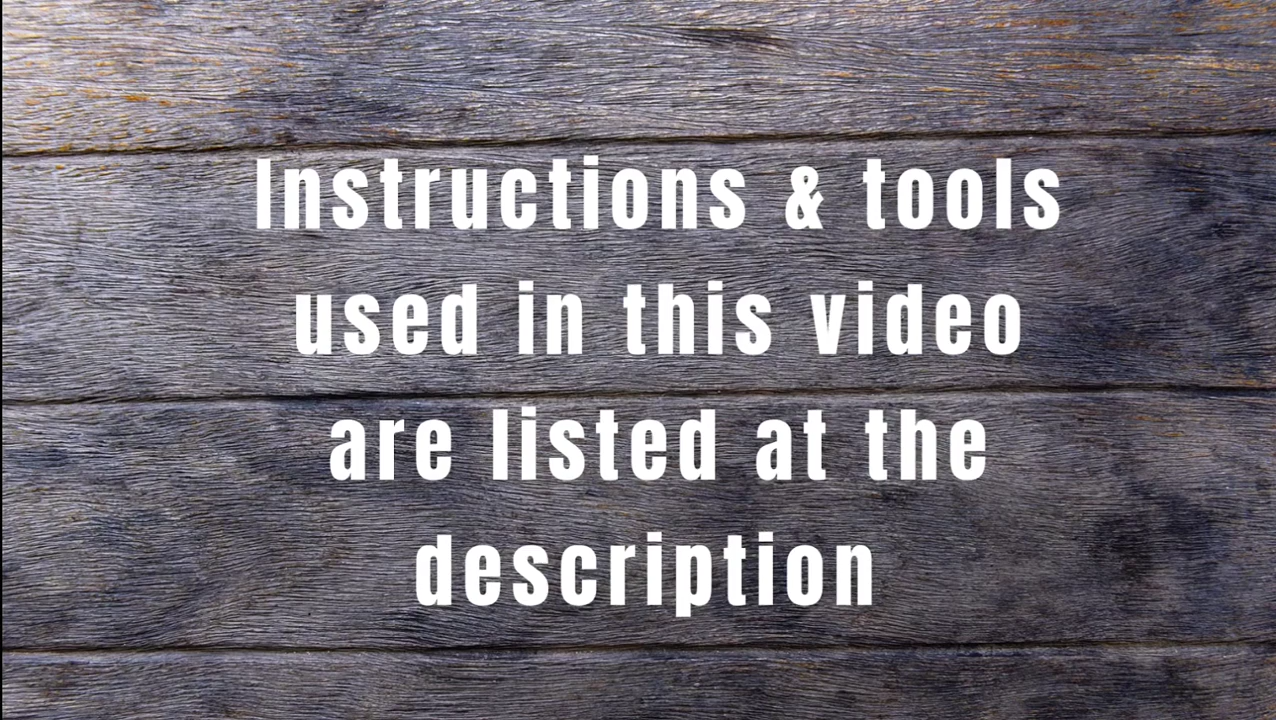 Instructions & tools
used in this video
are listed at the
description